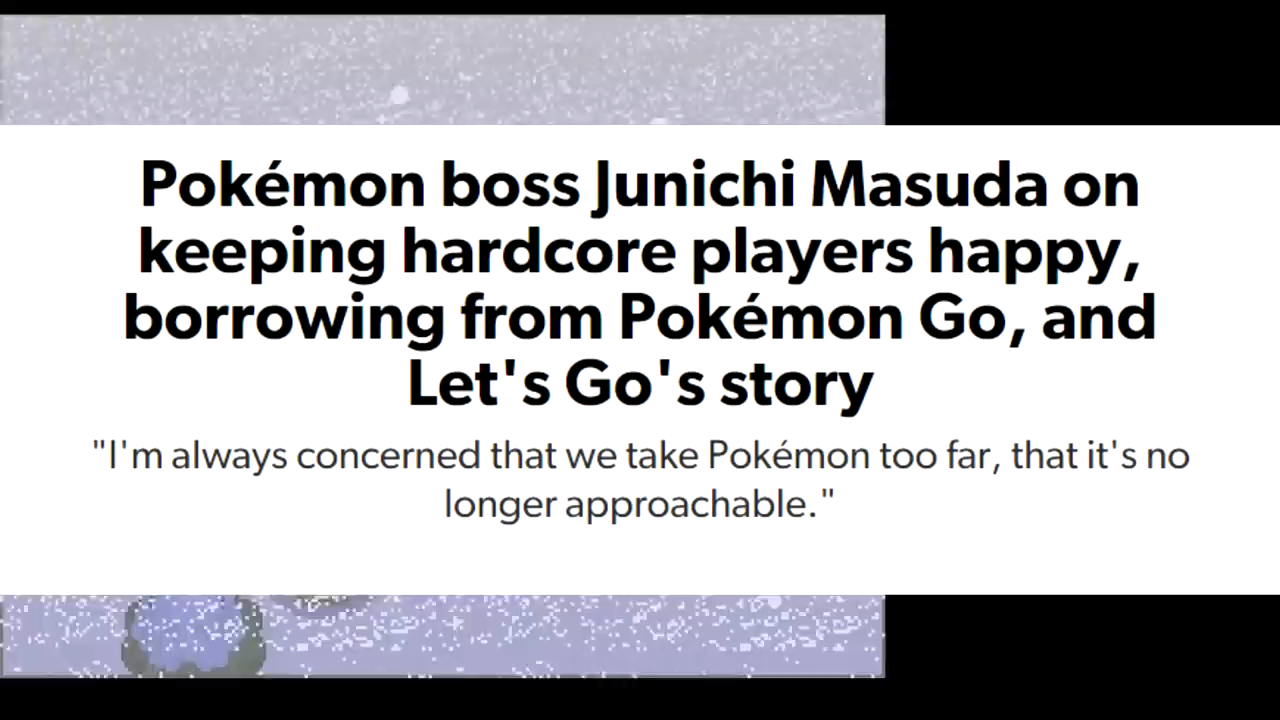 Pokémon boss Junichi Masuda on
keeping hardcore players happy,
borrowing from Pokémon Go, and
Let's Go's story
"I'm always concerned that we take Pokémon too far, that it's no
longer approachable."